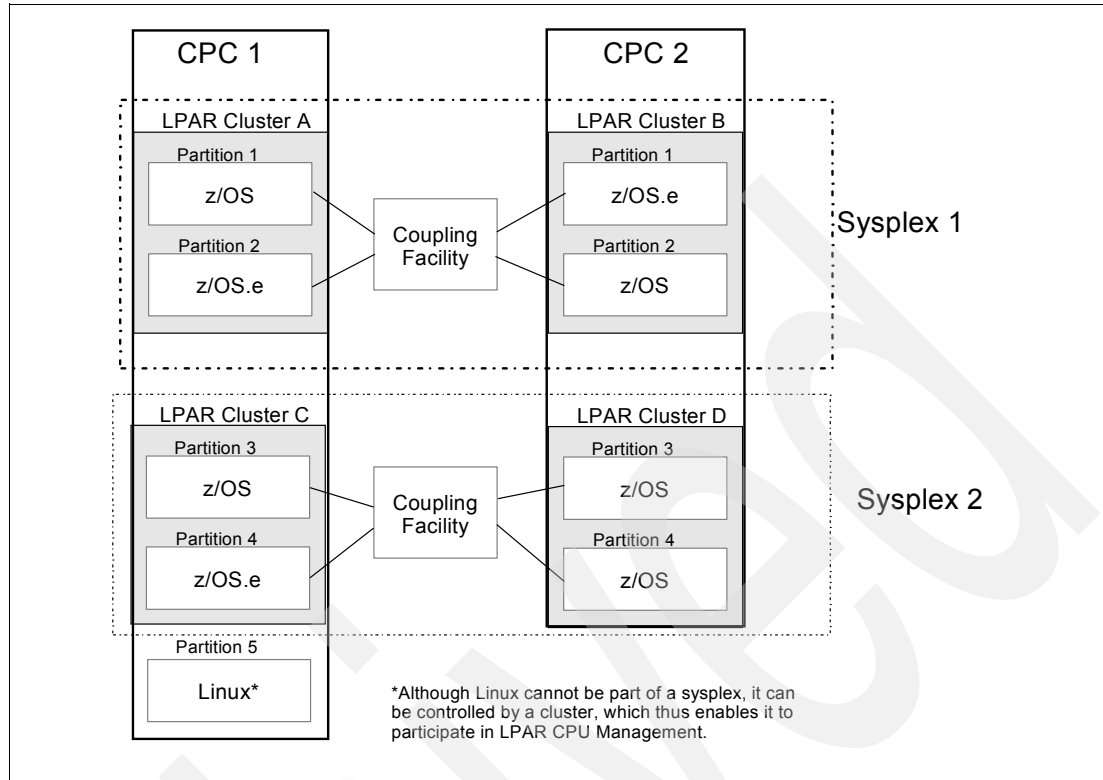 CPC 1
CPC 2
LPAR Cluster A
LPAR Cluster B
Partition 1
Partition 1
z/OS
z/OS.e
Coupling
Facility
Sysplex 1
Partition 2
Partition 2
z/OS.e
z/OS
LPAR Cluster C
LPAR Cluster D
Partition 3
Partition 3
z/OS
z/OS
Coupling
Facility
Sysplex 2
Partition 4
Partition 4
z/OS.e
z/OS
Partition 5
Linux*
*Although Linux cannot be part of a sysplex, it can
be controlled by a cluster, which thus enables it to
participate in LPAR CPU Management.